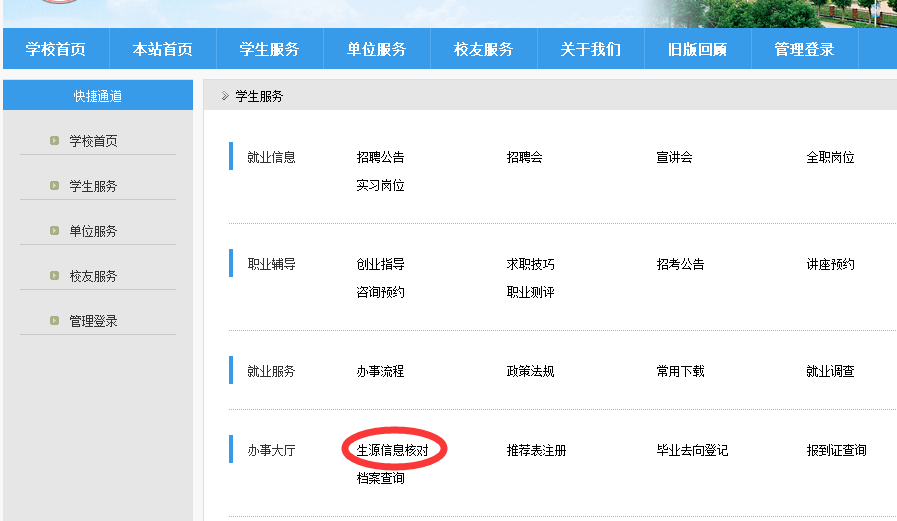 学校首页 本站首页 学生服务 单位服务 校友服务 关于我们 旧版回顾 管理登录
快捷通道
学校首页
学生服务
单位服务
校友服务
管理登录
学生服务
就业信息 招聘公告 招聘会 宣讲会 全职岗位
实习岗位
职业辅导 创业指导 求职技巧 招考公告 讲座预约
咨询预约 职业测评
就业服务 办事流程 政策法规 常用下载 就业调查
办事大厅 生源信息核对 推荐表注册 毕业去向登记 报到证查询
档案查询